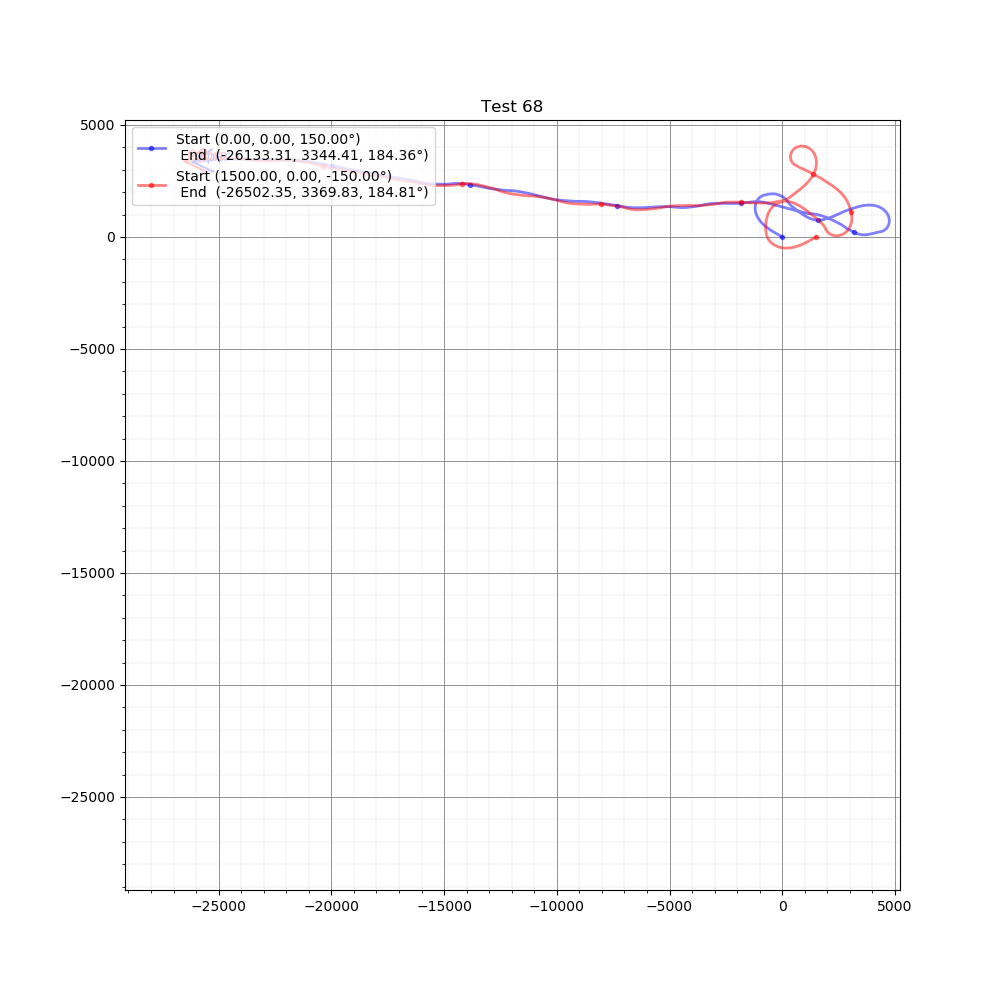 Test 68
Start (0.00, 0.00, 150.00°)
End (-26133.31, 3344.41, 184.36°)
Start (1500.00, 0.00, -150.00°)
End (-26502.35, 3369.83, 184.81°)
5000
0
−5000
−10000
−15000
−20000
−25000
−25000 −20000 −15000 −10000 −5000 0 5000